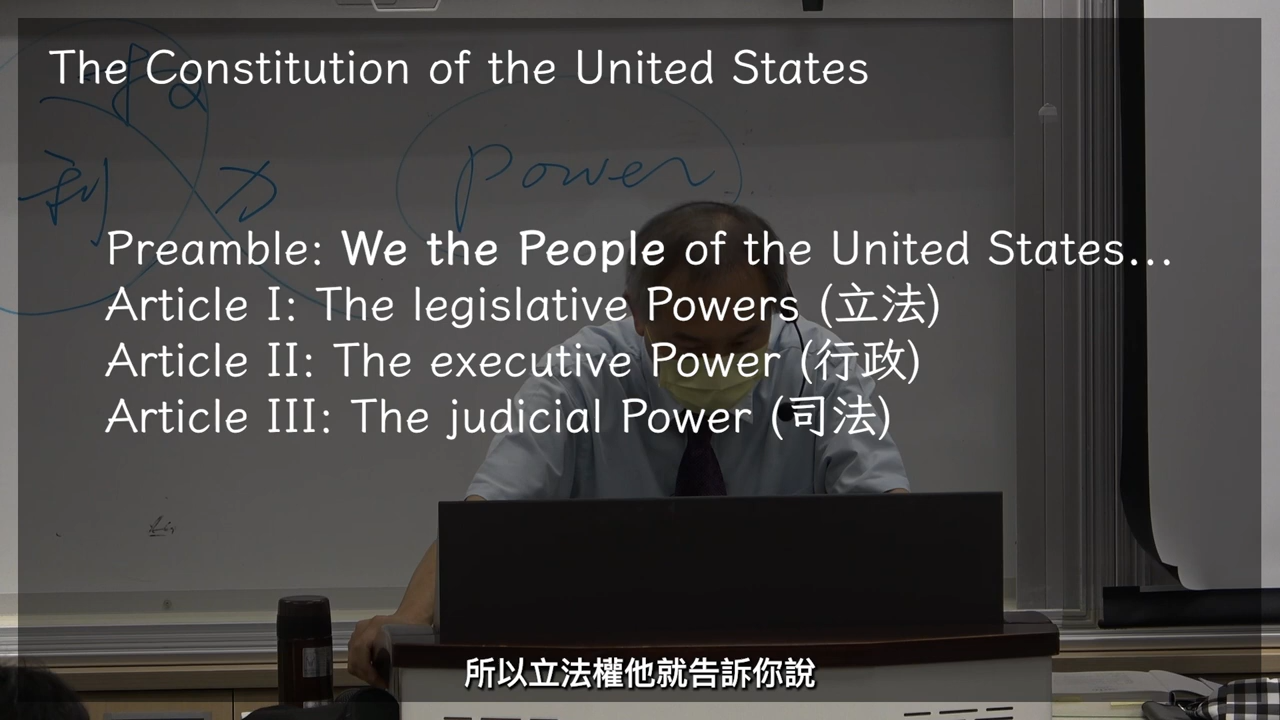 The Constitution of the United States
利 力
Power
Preamble: We the People of the United States...
Article I: The legislative Powers (立法)
Article II: The executive Power (行政)
Article III: The judicial Power (司法)
所以立法權他就告訴你說